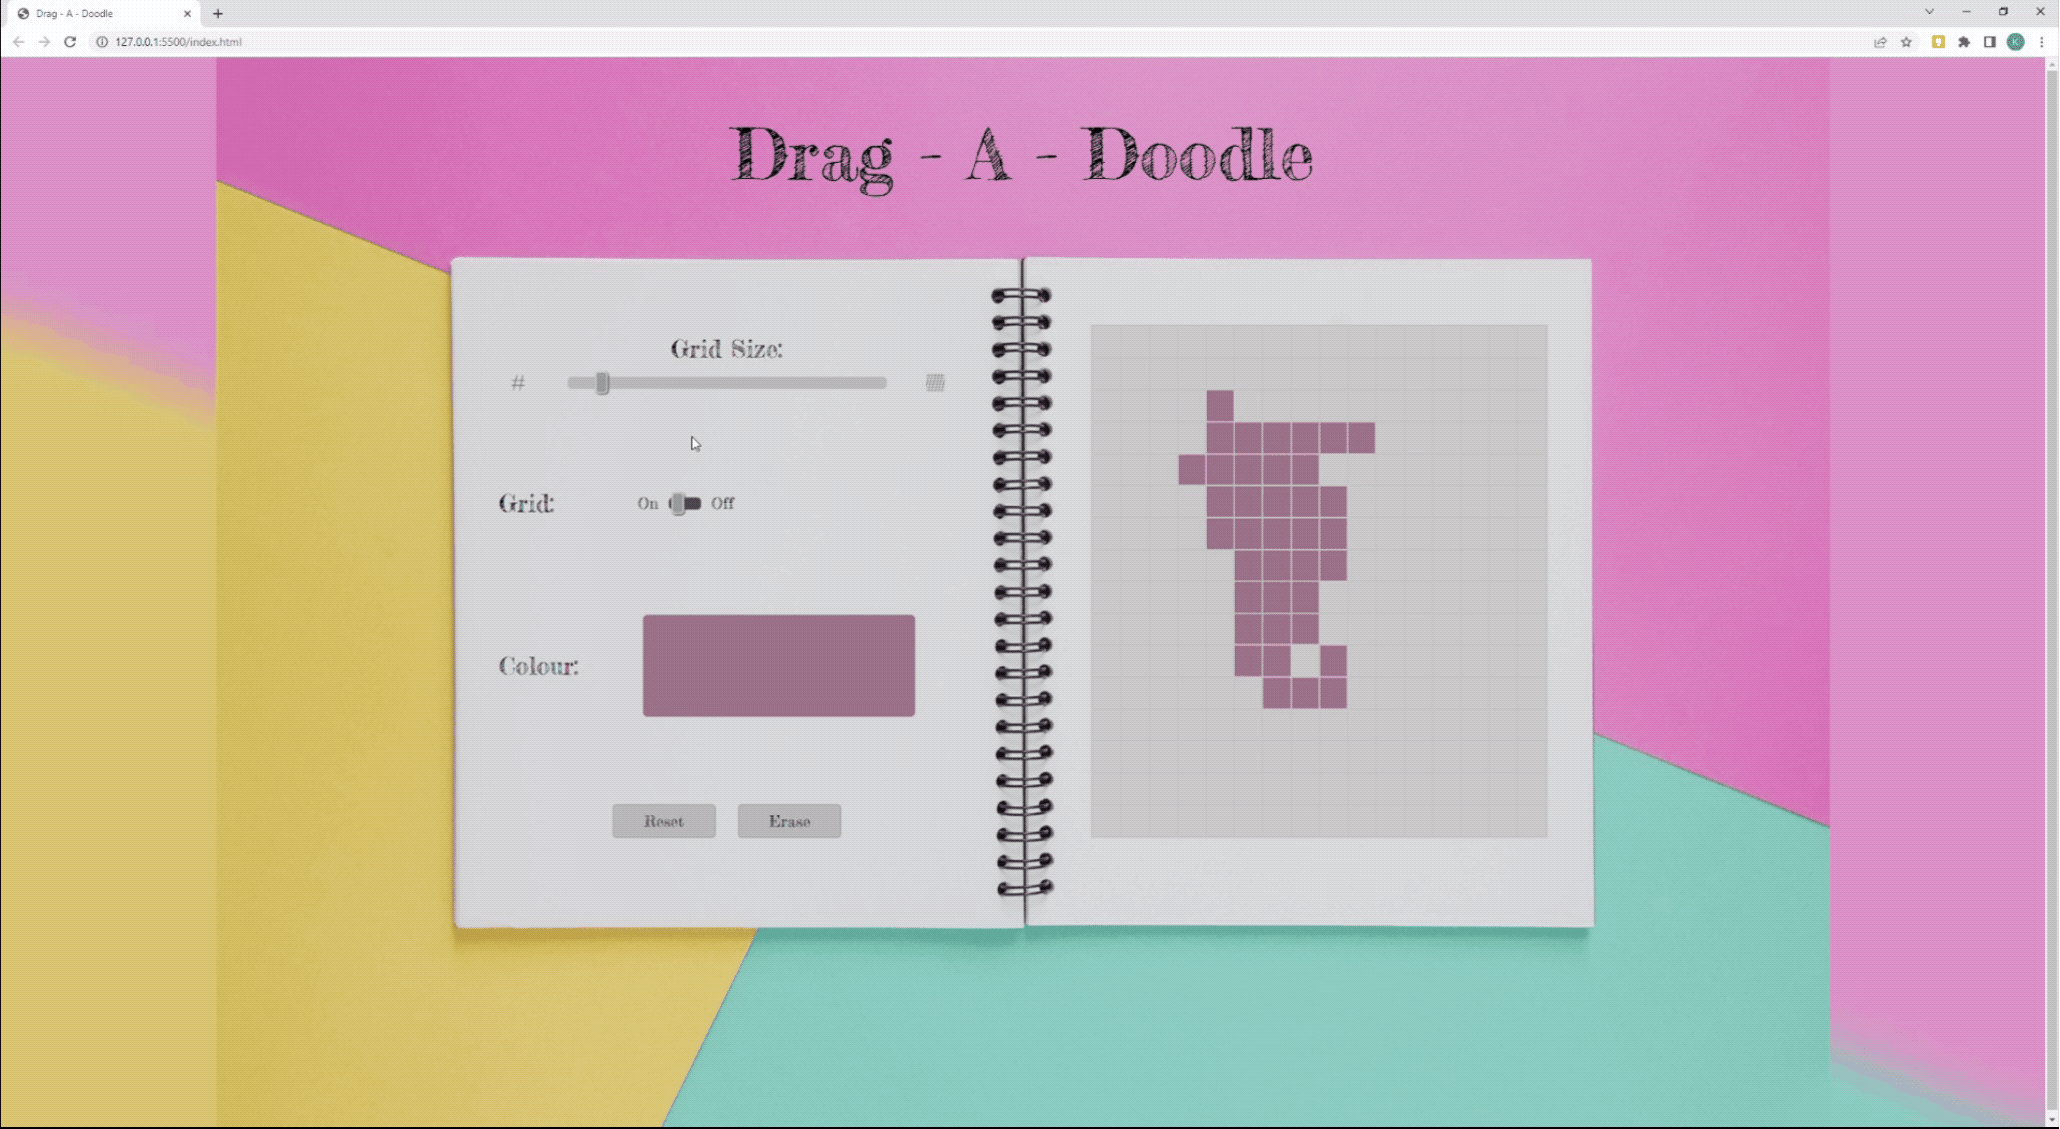 Drag - A - Doodle
127.0.0.1:5500/index.html
K
Drag - A - Doodle
Grid Size:
#
Grid: On Off
Colour:
Reset Erase